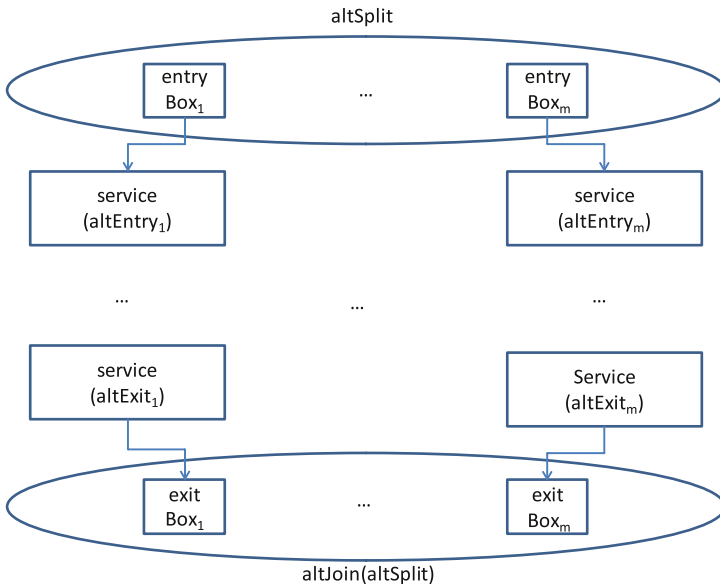 altSplit
entry
Box₁
...
entry
Boxₘ
service
(altEntry₁)
service
(altEntryₘ)
...
...
...
service
(altExit₁)
Service
(altExitₘ)
exit
Box₁
...
exit
Boxₘ
altJoin(altSplit)